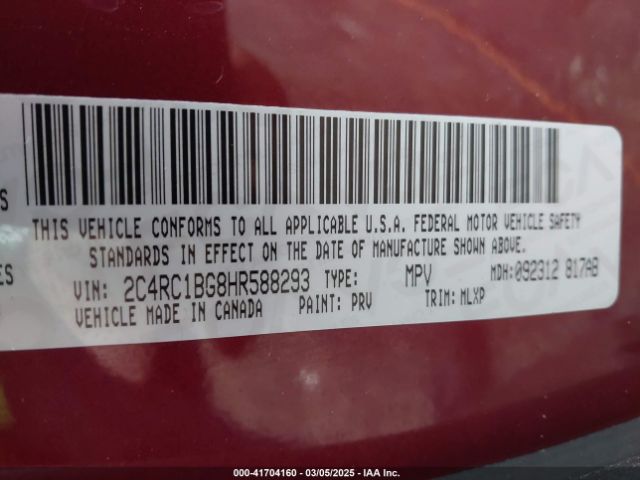 S
THIS VEHICLE CONFORMS TO ALL APPLICABLE U.S.A. FEDERAL MOTOR VEHICLE SAFETY
STANDARDS IN EFFECT ON THE DATE OF MANUFACTURE SHOWN ABOVE.
ES
VIN: 2C4RC1BG8HR588293 TYPE: MPV MDH:092312 817AB
VEHICLE MADE IN CANADA PAINT: PRV TRIM: MLXP
000-41704160 — 03/05/2025 — IAA Inc.